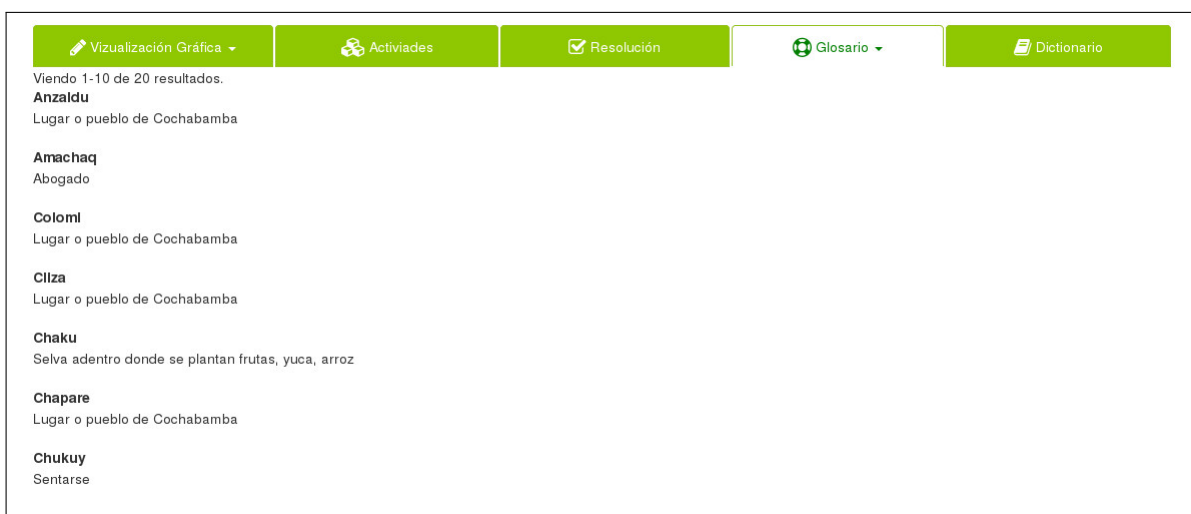 Vizualización Gráfica
Activiades
Resolución
Glosario
Dictionario
Viendo 1-10 de 20 resultados.
Anzaldu
Lugar o pueblo de Cochabamba
Amachaq
Abogado
Colomi
Lugar o pueblo de Cochabamba
Cliza
Lugar o pueblo de Cochabamba
Chaku
Selva adentro donde se plantan frutas, yuca, arroz
Chapare
Lugar o pueblo de Cochabamba
Chukuy
Sentarse